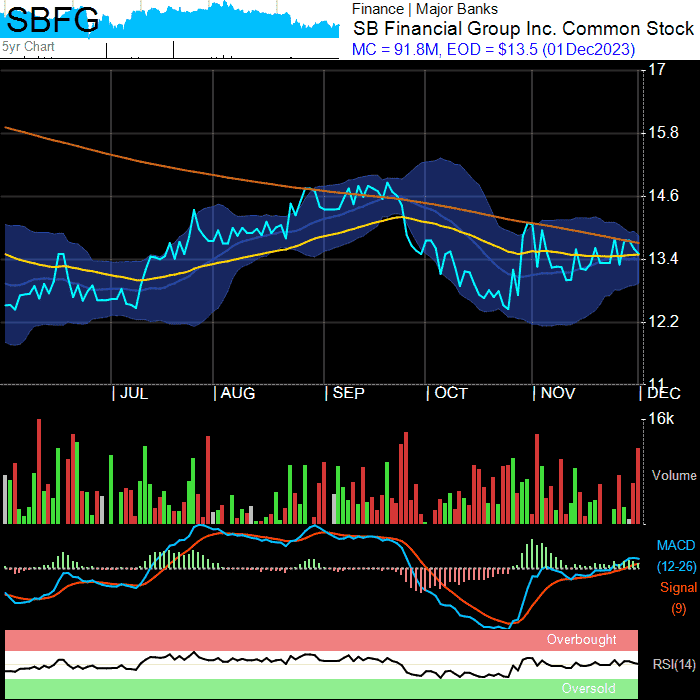 SBFG
5yr Chart
Finance | Major Banks
SB Financial Group Inc. Common Stock
MC = 91.8M, EOD = $13.5 (01Dec2023)
17
15.8
14.6
13.4
12.2
11
| JUL | AUG | SEP | OCT | NOV | DEC
16k
Volume
MACD
(12-26)
Signal
(9)
Overbought
RSI(14)
Oversold